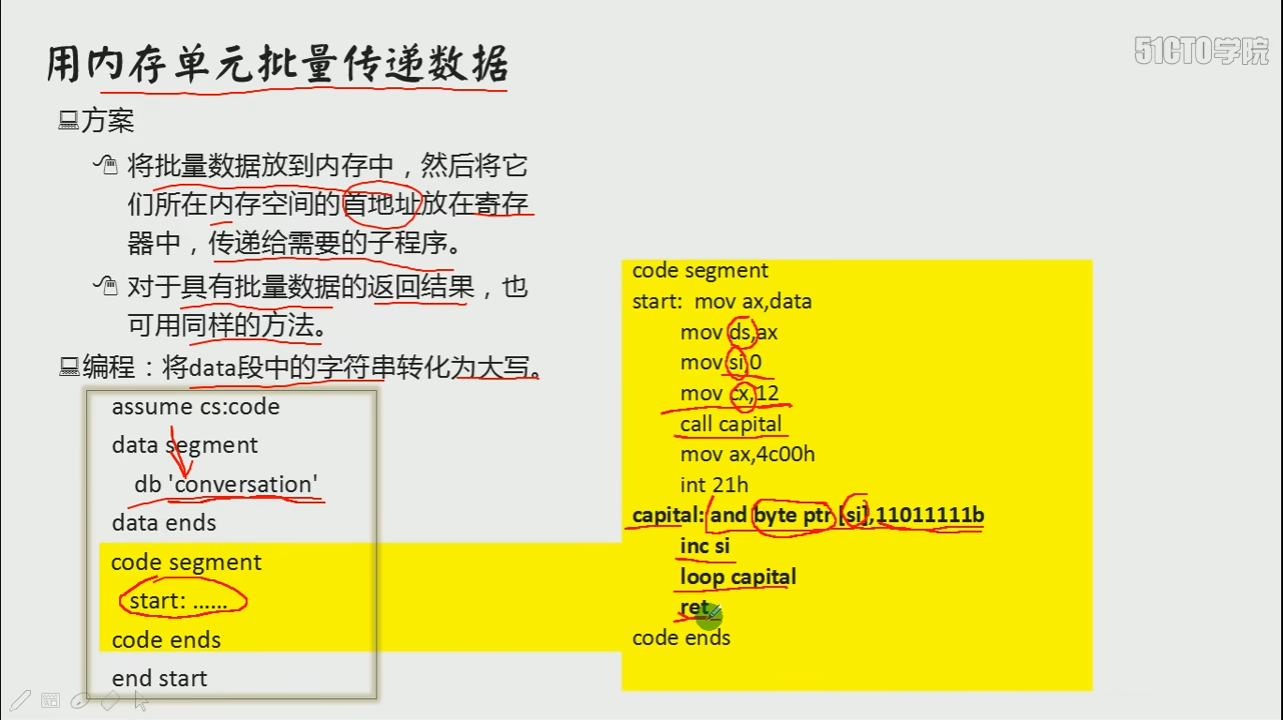 51CTO学院
用内存单元批量传递数据
方案
将批量数据放到内存中，然后将它
们所在内存空间的首地址放在寄存
器中，传递给需要的子程序。
对于具有批量数据的返回结果，也
可用同样的方法。
编程：将data段中的字符串转化为大写。
assume cs:code
data segment
db 'conversation'
data ends
code segment
start: ......
code ends
end start
code segment
start: mov ax,data
mov ds,ax
mov si,0
mov cx,12
call capital
mov ax,4c00h
int 21h
capital: and byte ptr [si],11011111b
inc si
loop capital
ret
code ends